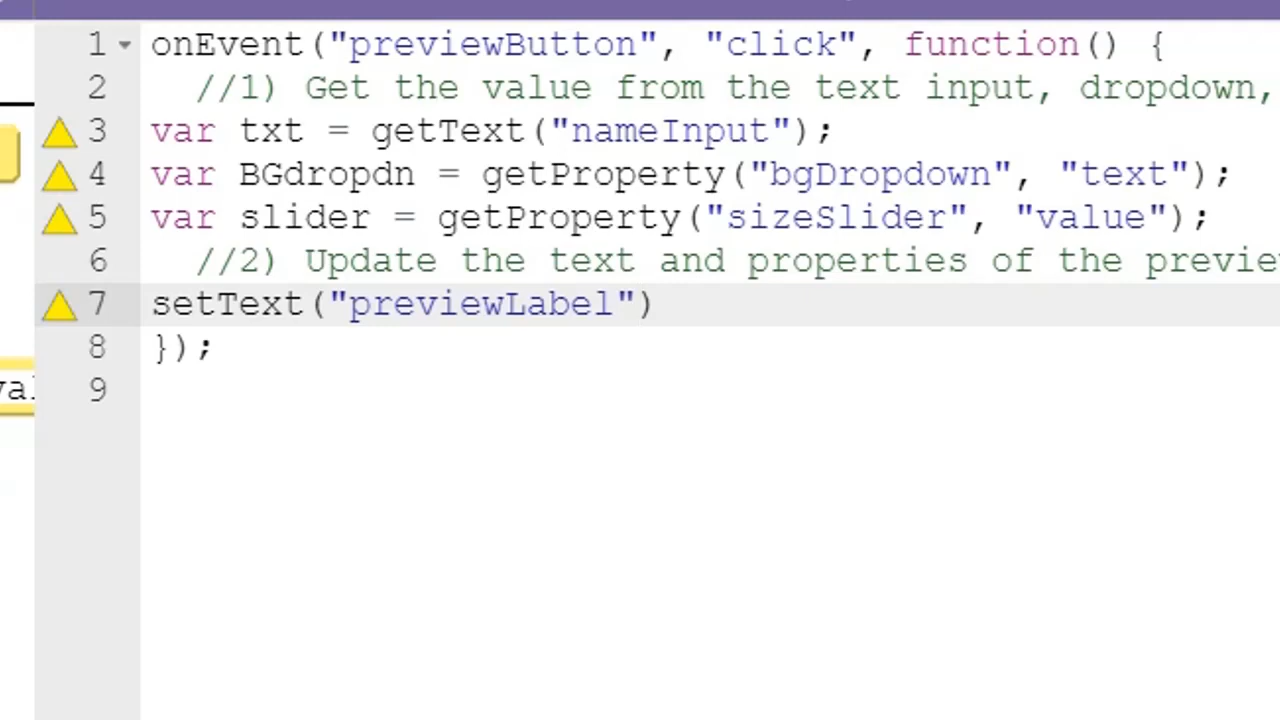 1 onEvent("previewButton", "click", function() {
2 //1) Get the value from the text input, dropdown,
3 var txt = getText("nameInput");
4 var BGdropdn = getProperty("bgDropdown", "text");
5 var slider = getProperty("sizeSlider", "value");
6 //2) Update the text and properties of the
7 setText("previewLabel")
8 });
9